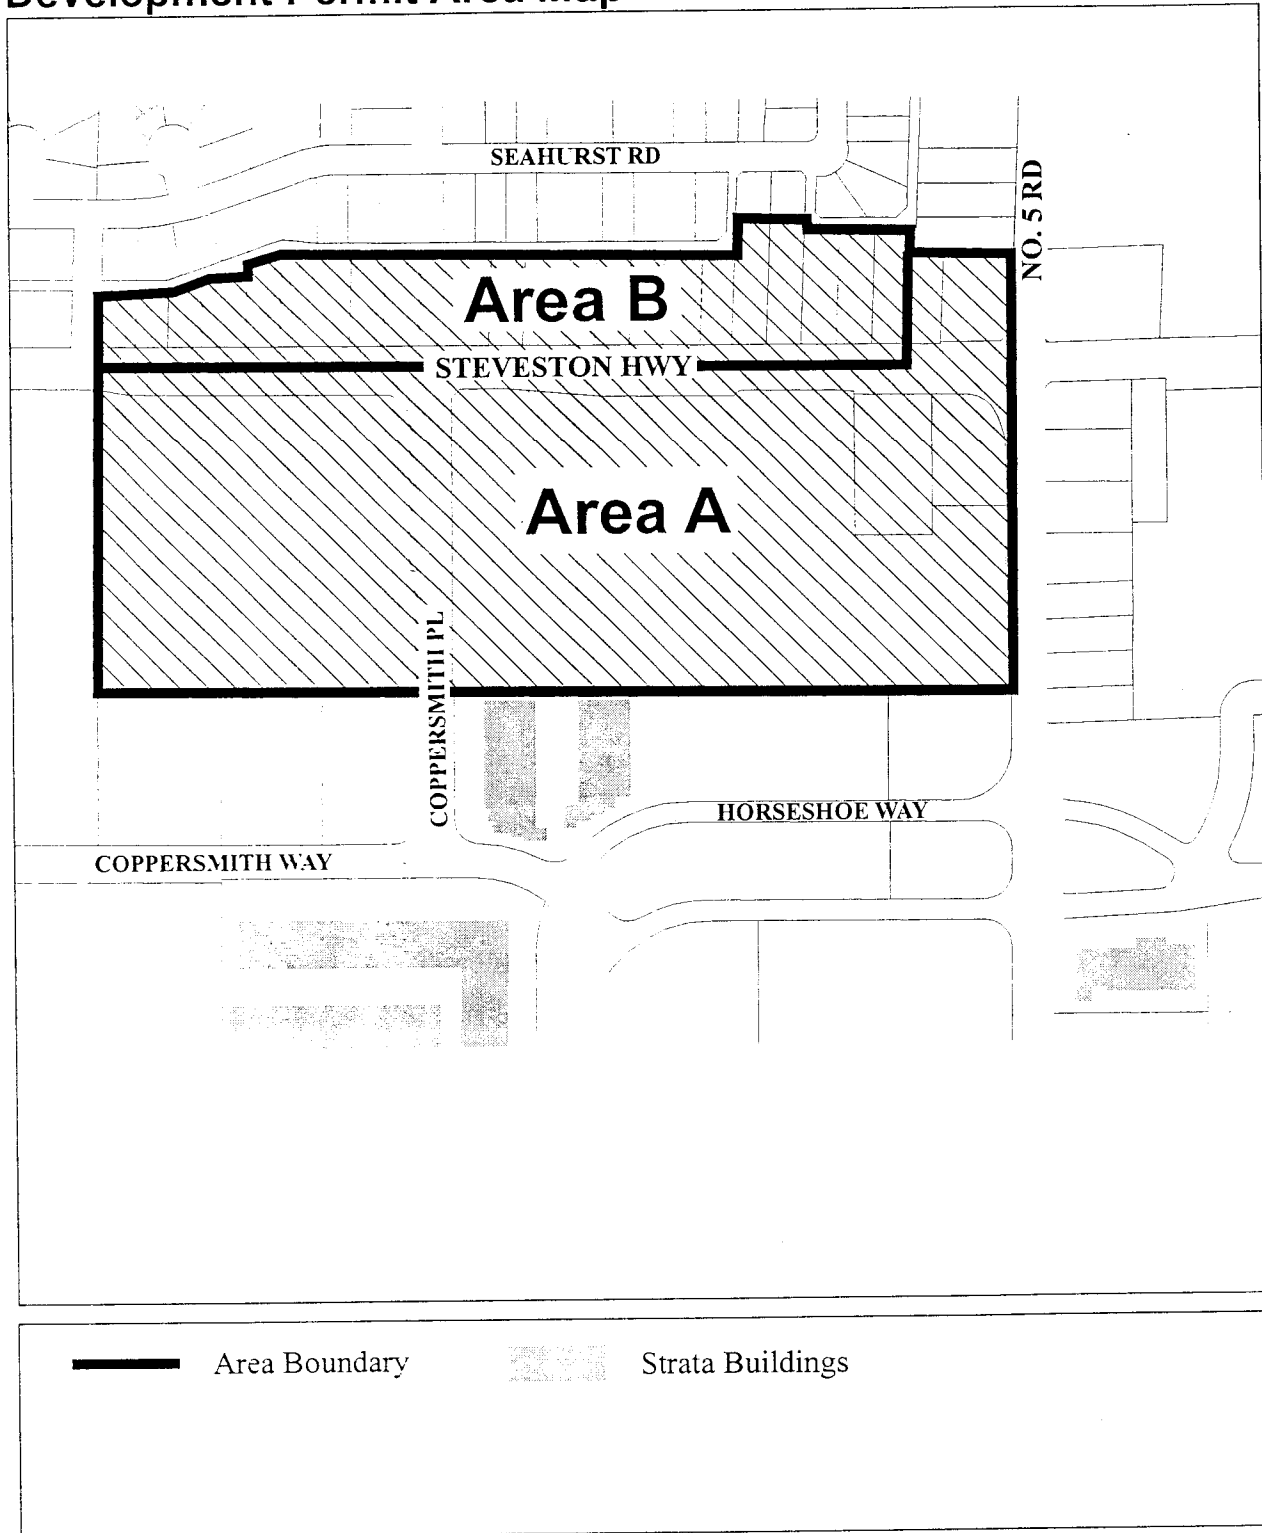 Development Permit Area Map
SEAHURST RD
NO. 5 RD
Area B
STEVESTON HWY
Area A
COPPERSMITH PL
HORSESHOE WAY
COPPERSMITH WAY
Area Boundary
Strata Buildings